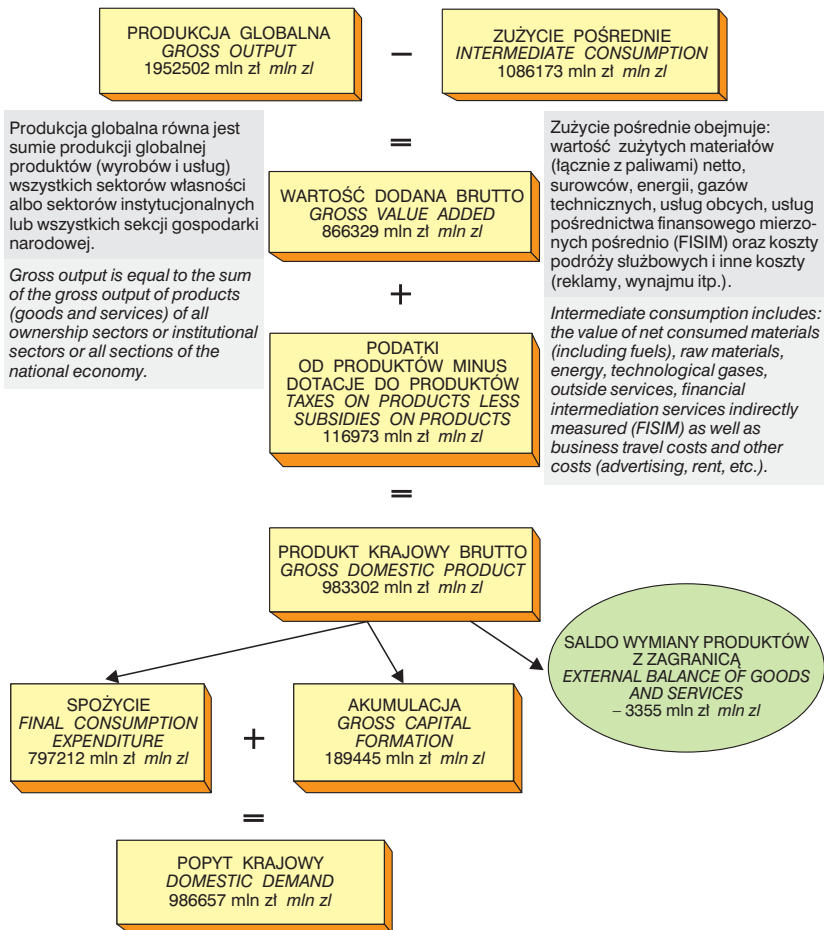 PRODUKCJA GLOBALNA
GROSS OUTPUT
1952502 mln zł mln zl
–
ZUŻYCIE POŚREDNIE
INTERMEDIATE CONSUMPTION
1086173 mln zł mln zl
Produkcja globalna równa jest
sumie produkcji globalnej
produktów (wyrobów i usług)
wszystkich sektorów własności
albo sektorów instytucjonalnych
lub wszystkich sekcji gospodarki
narodowej.
Gross output is equal to the sum
of the gross output of products
(goods and services) of all
ownership sectors or institutional
sectors or all sections of the
national economy.
=
WARTOŚĆ DODANA BRUTTO
GROSS VALUE ADDED
866329 mln zł mln zl
+
PODATKI
OD PRODUKTÓW MINUS
DOTACJE DO PRODUKTÓW
TAXES ON PRODUCTS LESS
SUBSIDIES ON PRODUCTS
116973 mln zł mln zl
=
Zużycie pośrednie obejmuje:
wartość zużytych materiałów
(łącznie z paliwami) netto,
surowców, energii, gazów
technicznych, usług obcych, usług
pośrednictwa finansowego mierzo-
nych pośrednio (FISIM) oraz koszty
podróży służbowych i inne koszty
(reklamy, wynajmu itp.).
Intermediate consumption includes:
the value of net consumed materials
(including fuels), raw materials,
energy, technological gases,
outside services, financial
intermediation services indirectly
measured (FISIM) as well as
business travel costs and other
costs (advertising, rent, etc.).
PRODUKT KRAJOWY BRUTTO
GROSS DOMESTIC PRODUCT
983302 mln zł mln zl
SALDO WYMIANY PRODUKTÓW
Z ZAGRANICĄ
EXTERNAL BALANCE OF GOODS
AND SERVICES
– 3355 mln zł mln zl
SPOŻYCIE
FINAL CONSUMPTION
EXPENDITURE
797212 mln zł mln zl
+
AKUMULACJA
GROSS CAPITAL
FORMATION
189445 mln zł mln zl
=
POPYT KRAJOWY
DOMESTIC DEMAND
986657 mln zł mln zl